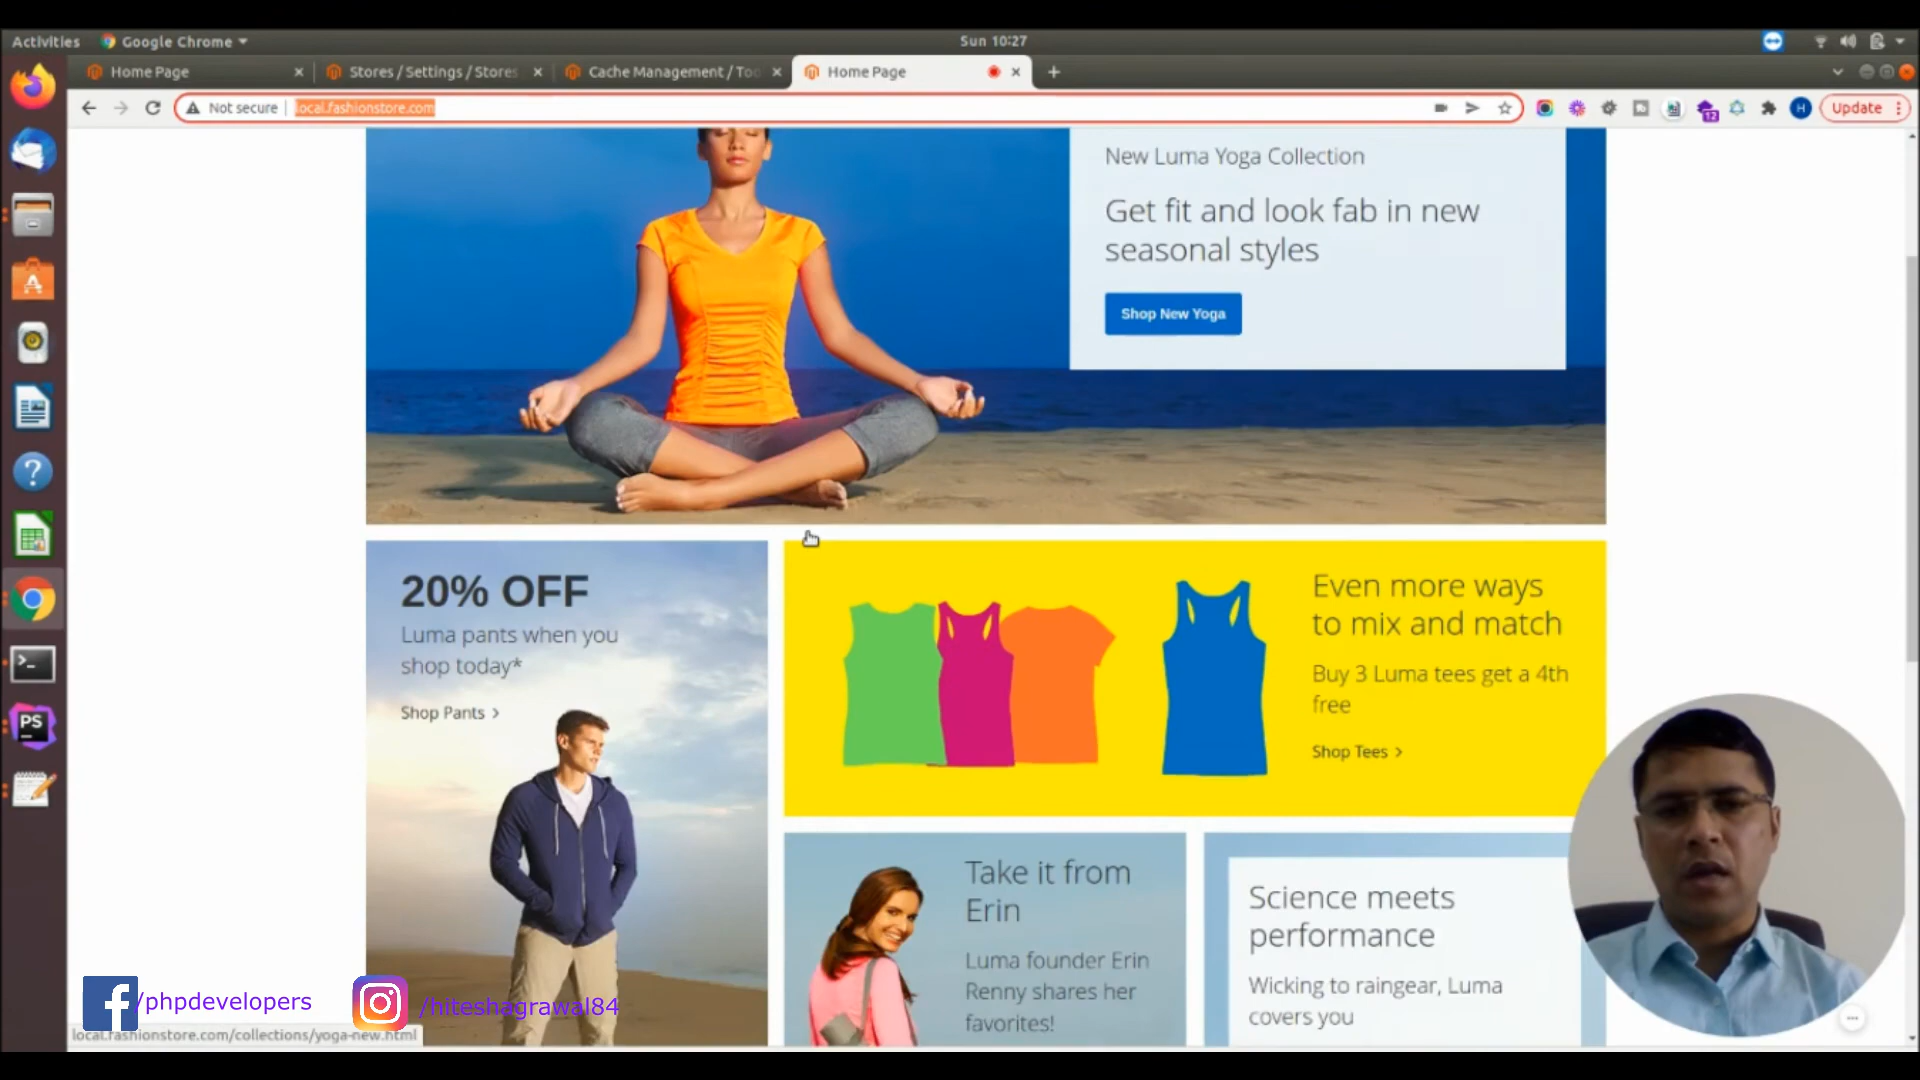 Activities Google Chrome Sun 10:27
Home Page Stores / Settings / Stores Cache Management / Too Home Page
Not secure local.fashionstore.com 12 H Update
New Luma Yoga Collection
Get fit and look fab in new
seasonal styles
Shop New Yoga
20% OFF
Luma pants when you
shop today*
Shop Pants >
Even more ways
to mix and match
Buy 3 Luma tees get a 4th
free
Shop Tees >
Take it from
Erin
Luma founder Erin
Renny shares her
favorites!
Science meets
performance
Wicking to raingear, Luma
covers you
PS
/phpdevelopers
/hiteshagrawal84
local.fashionstore.com/collections/yoga-new.html